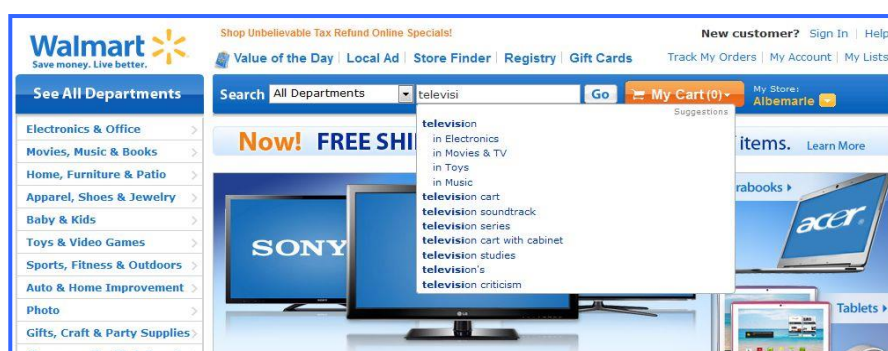 Shop Unbelievable Tax Refund Online Specials!
New customer? Sign In | Help
Walmart
Save money. Live better.
Value of the Day | Local Ad | Store Finder | Registry | Gift Cards
Track My Orders | My Account | My Lists
See All Departments
Search All Departments televisi Go My Cart (0)
My Store:
Albemarle
Suggestions
television
in Electronics
in Movies & TV
in Toys
in Music
television cart
television soundtrack
television series
television cart with cabinet
television studies
television's
television criticism
Electronics & Office
Movies, Music & Books
Home, Furniture & Patio
Apparel, Shoes & Jewelry
Baby & Kids
Toys & Video Games
Sports, Fitness & Outdoors
Auto & Home Improvement
Photo
Gifts, Craft & Party Supplies
Now! FREE SHI
items. Learn More
SONY
LG
rabooks
acer
Tablets